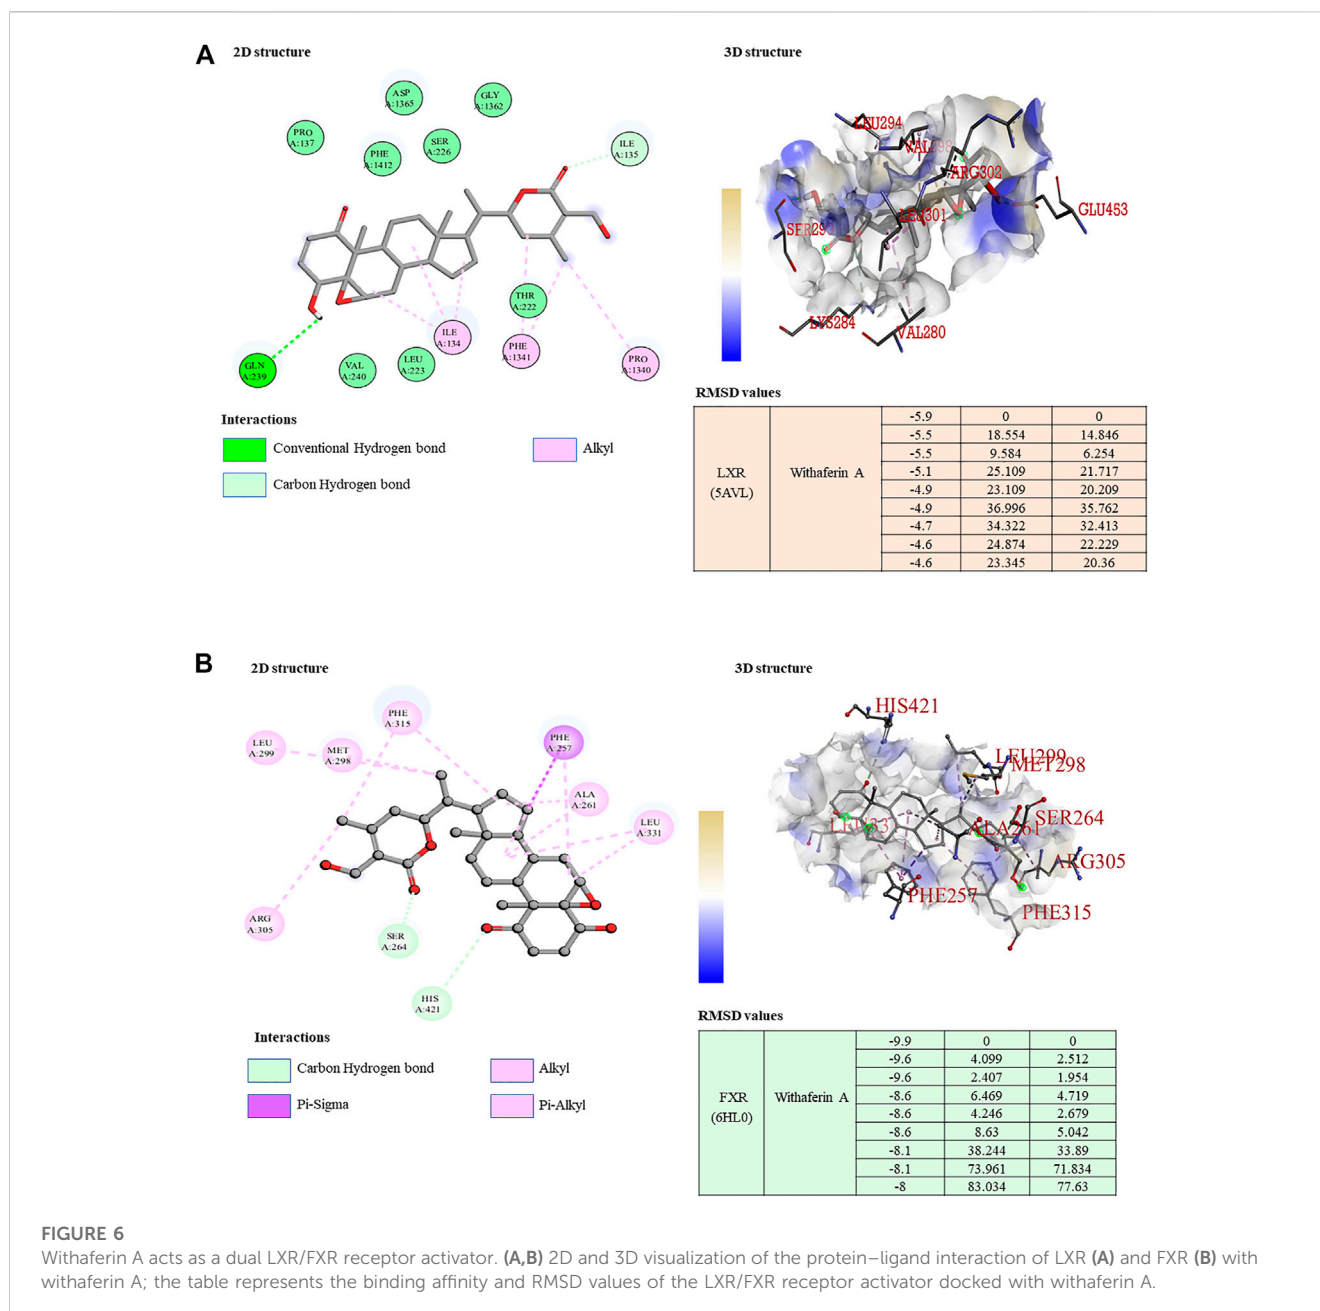 A
2D structure
3D structure
ASP
A:1365
GLY
A:1362
PRO
A:137
SER
A:226
PHE
A:1412
ILE
A:135
THR
A:222
ILE
A:134
PHE
A:1341
PRO
A:1340
GLN
A:239
VAL
A:240
LEU
A:223
LEU294
VAL298
ARG302
LEU301
GLU453
LYS284
VAL280
Interactions
Conventional Hydrogen bond
Alkyl
Carbon Hydrogen bond
RMSD values
LXR
(5AVL)
Withaferin A
-5.9 0 0
-5.5 18.554 14.846
-5.5 9.584 6.254
-5.1 25.109 21.717
-4.9 23.109 20.209
-4.9 36.996 35.762
-4.7 34.322 32.413
-4.6 24.874 22.229
-4.6 23.345 20.36
B
2D structure
3D structure
PHE
A:315
LEU
A:299
MET
A:298
PHE
A:257
ALA
A:261
LEU
A:331
ARG
A:305
SER
A:264
HIS
A:421
HIS421
LEU299
MET298
SER264
ALA261
ARG305
PHE257
PHE315
Interactions
Carbon Hydrogen bond
Alkyl
Pi-Sigma
Pi-Alkyl
RMSD values
FXR
(6HL0)
Withaferin A
-9.9 0 0
-9.6 4.099 2.512
-9.6 2.407 1.954
-8.6 6.469 4.719
-8.6 4.246 2.679
-8.6 8.63 5.042
-8.1 38.244 33.89
-8.1 73.961 71.834
-8 83.034 77.63
FIGURE 6
Withaferin A acts as a dual LXR/FXR receptor activator. (A,B) 2D and 3D visualization of the protein–ligand interaction of LXR (A) and FXR (B) with
withaferin A; the table represents the binding affinity and RMSD values of the LXR/FXR receptor activator docked with withaferin A.